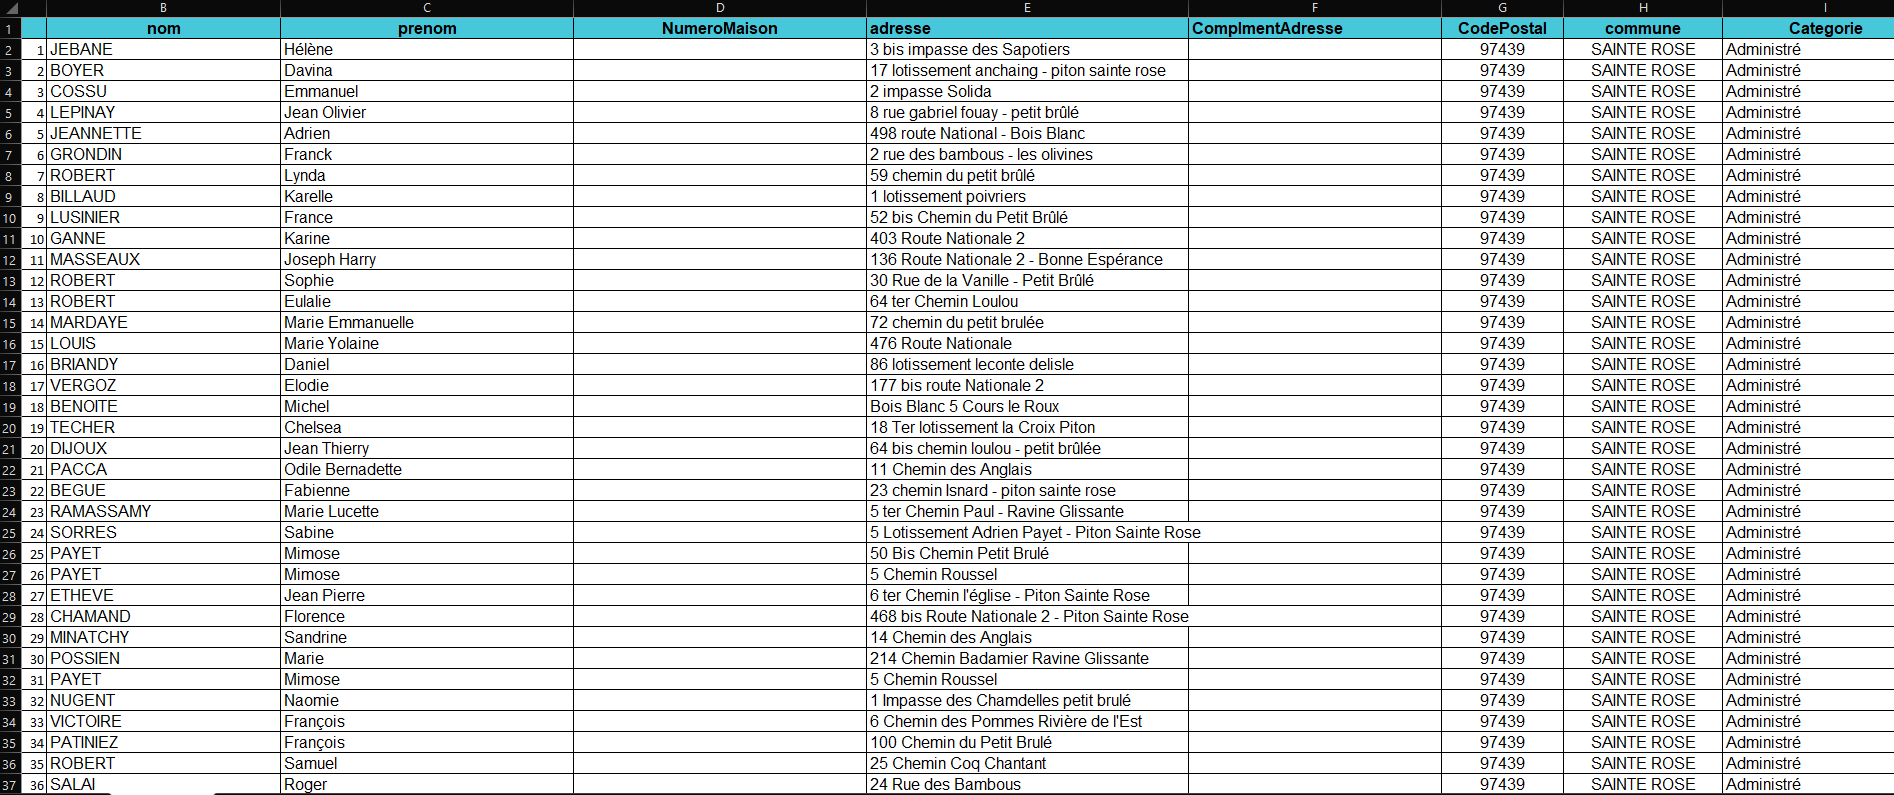 B C D E F G H I
1 nom prenom NumeroMaison adresse ComplmentAdresse CodePostal commune Categorie
2 1 JEBANE Hélène 3 bis impasse des Sapotiers 97439 SAINTE ROSE Administré
3 2 BOYER Davina 17 lotissement anchaing - piton sainte rose 97439 SAINTE ROSE Administré
4 3 COSSU Emmanuel 2 impasse Solida 97439 SAINTE ROSE Administré
5 4 LEPINAY Jean Olivier 8 rue gabriel fouay - petit brûlé 97439 SAINTE ROSE Administré
6 5 JEANNETTE Adrien 498 route National - Bois Blanc 97439 SAINTE ROSE Administré
7 6 GRONDIN Franck 2 rue des bambous - les olivines 97439 SAINTE ROSE Administré
8 7 ROBERT Lynda 59 chemin du petit brûlé 97439 SAINTE ROSE Administré
9 8 BILLAUD Karelle 1 lotissement poivriers 97439 SAINTE ROSE Administré
10 9 LUSINIER France 52 bis Chemin du Petit Brûlé 97439 SAINTE ROSE Administré
11 10 GANNE Karine 403 Route Nationale 2 97439 SAINTE ROSE Administré
12 11 MASSEAUX Joseph Harry 136 Route Nationale 2 - Bonne Espérance 97439 SAINTE ROSE Administré
13 12 ROBERT Sophie 30 Rue de la Vanille - Petit Brûlé 97439 SAINTE ROSE Administré
14 13 ROBERT Eulalie 64 ter Chemin Loulou 97439 SAINTE ROSE Administré
15 14 MARDAYE Marie Emmanuelle 72 chemin du petit brulée 97439 SAINTE ROSE Administré
16 15 LOUIS Marie Yolaine 476 Route Nationale 97439 SAINTE ROSE Administré
17 16 BRIANDY Daniel 86 lotissement leconte delisle 97439 SAINTE ROSE Administré
18 17 VERGOZ Elodie 177 bis route Nationale 2 97439 SAINTE ROSE Administré
19 18 BENOITE Michel Bois Blanc 5 Cours le Roux 97439 SAINTE ROSE Administré
20 19 TECHER Chelsea 18 Ter lotissement la Croix Piton 97439 SAINTE ROSE Administré
21 20 DIJOUX Jean Thierry 64 bis chemin loulou - petit brûlée 97439 SAINTE ROSE Administré
22 21 PACCA Odile Bernadette 11 Chemin des Anglais 97439 SAINTE ROSE Administré
23 22 BEGUE Fabienne 23 chemin Isnard - piton sainte rose 97439 SAINTE ROSE Administré
24 23 RAMASSAMY Marie Lucette 5 ter Chemin Paul - Ravine Glissante 97439 SAINTE ROSE Administré
25 24 SORRES Sabine 5 Lotissement Adrien Payet - Piton Sainte Rose 97439 SAINTE ROSE Administré
26 25 PAYET Mimose 50 Bis Chemin Petit Brulé 97439 SAINTE ROSE Administré
27 26 PAYET Mimose 5 Chemin Roussel 97439 SAINTE ROSE Administré
28 27 ETHEVE Jean Pierre 6 ter Chemin l'église - Piton Sainte Rose 97439 SAINTE ROSE Administré
29 28 CHAMAND Florence 468 bis Route Nationale 2 - Piton Sainte Rose 97439 SAINTE ROSE Administré
30 29 MINATCHY Sandrine 14 Chemin des Anglais 97439 SAINTE ROSE Administré
31 30 POSSIEN Marie 214 Chemin Badamier Ravine Glissante 97439 SAINTE ROSE Administré
32 31 PAYET Mimose 5 Chemin Roussel 97439 SAINTE ROSE Administré
33 32 NUGENT Naomie 1 Impasse des Chamdelles petit brulé 97439 SAINTE ROSE Administré
34 33 VICTOIRE François 6 Chemin des Pommes Rivière de l'Est 97439 SAINTE ROSE Administré
35 34 PATINIEZ François 100 Chemin du Petit Brulé 97439 SAINTE ROSE Administré
36 35 ROBERT Samuel 25 Chemin Coq Chantant 97439 SAINTE ROSE Administré
37 36 SALAI Roger 24 Rue des Bambous 97439 SAINTE ROSE Administré